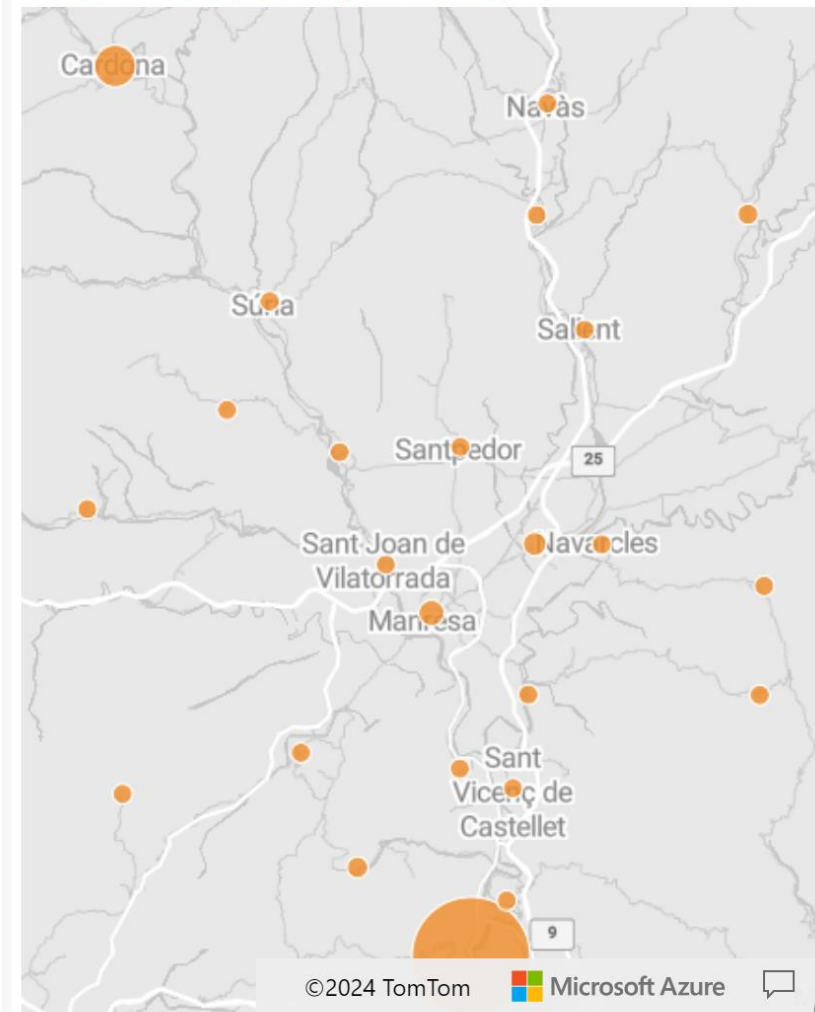 Cardona
Navàs
Súria
Sallent
Santpedor
25
Sant Joan de
Vilatorrada
Navarcles
Manresa
Sant
Vicenç de
Castellet
9
©2024 TomTom
Microsoft Azure